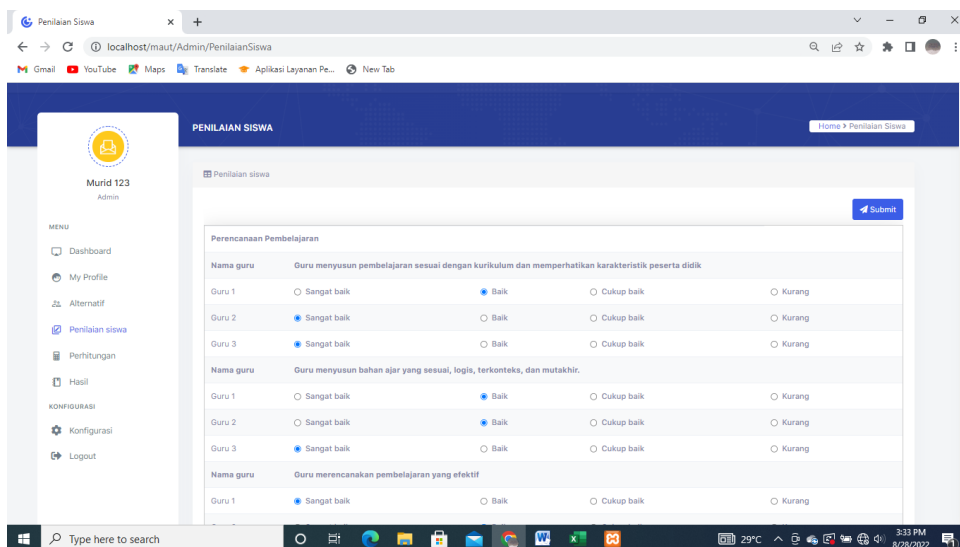 Penilaian Siswa
localhost/maut/Admin/PenilaianSiswa
Gmail YouTube Maps Translate Aplikasi Layanan Pe... New Tab
PENILAIAN SISWA
Home > Penilaian Siswa
Murid 123
Admin
MENU
Dashboard
My Profile
Alternatif
Penilaian siswa
Perhitungan
Hasil
KONFIGURASI
Konfigurasi
Logout
Penilaian siswa
Submit
Perencanaan Pembelajaran
Nama guru Guru menyusun pembelajaran sesuai dengan kurikulum dan memperhatikan karakteristik peserta didik
Guru 1 Sangat baik Baik Cukup baik Kurang
Guru 2 Sangat baik Baik Cukup baik Kurang
Guru 3 Sangat baik Baik Cukup baik Kurang
Nama guru Guru menyusun bahan ajar yang sesuai, logis, terkonteks, dan mutakhir.
Guru 1 Sangat baik Baik Cukup baik Kurang
Guru 2 Sangat baik Baik Cukup baik Kurang
Guru 3 Sangat baik Baik Cukup baik Kurang
Nama guru Guru merencanakan pembelajaran yang efektif
Guru 1 Sangat baik Baik Cukup baik Kurang
Type here to search
29°C
3:33 PM
8/28/2022